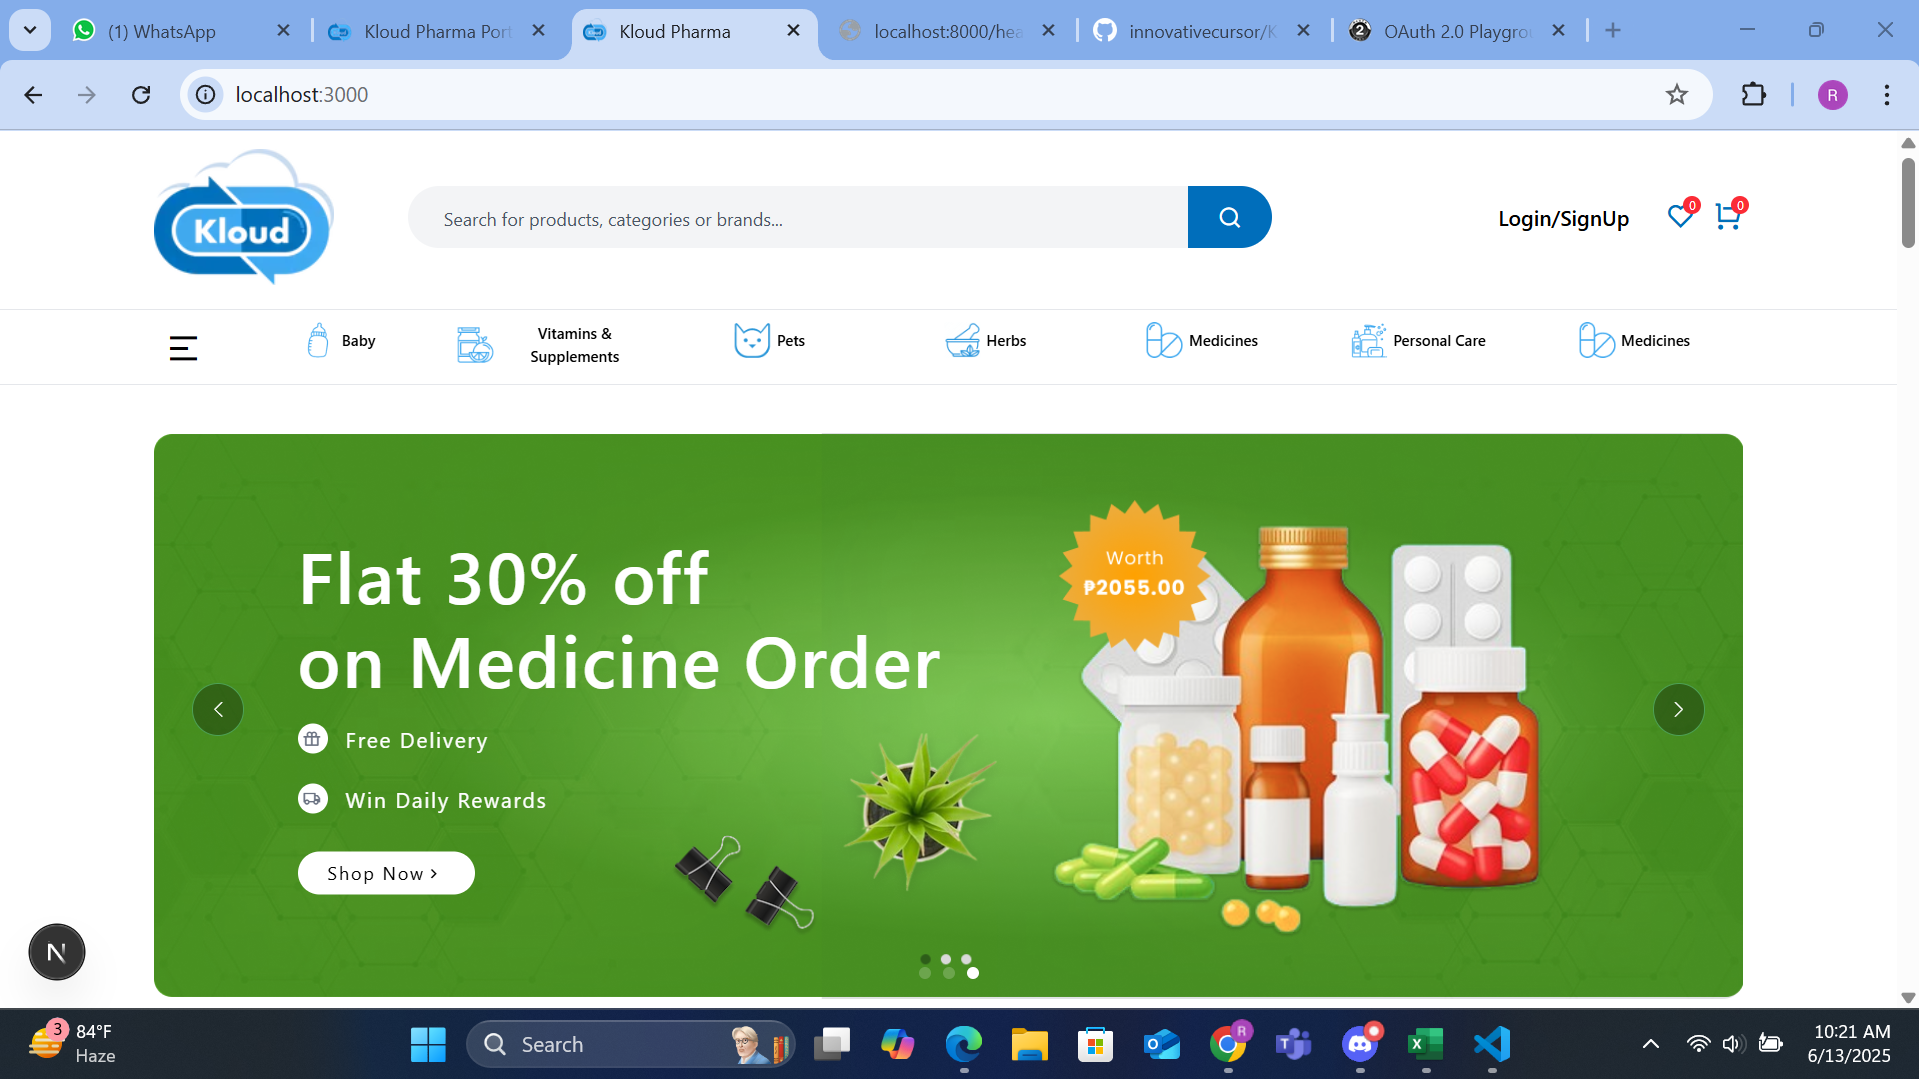 (1) WhatsApp
Kloud Pharma Port
Kloud Pharma
localhost:8000/hea
innovativecursor/K
2
OAuth 2.0 Playgrou
localhost:3000
R
Kloud
Search for products, categories or brands...
Login/SignUp
0
0
Baby
Vitamins &
Supplements
Pets
Herbs
Medicines
Personal Care
Medicines
Flat 30% off
on Medicine Order
Free Delivery
Win Daily Rewards
Shop Now >
Worth
₱2055.00
N
3
84°F
Haze
Search
R
10:21 AM
6/13/2025